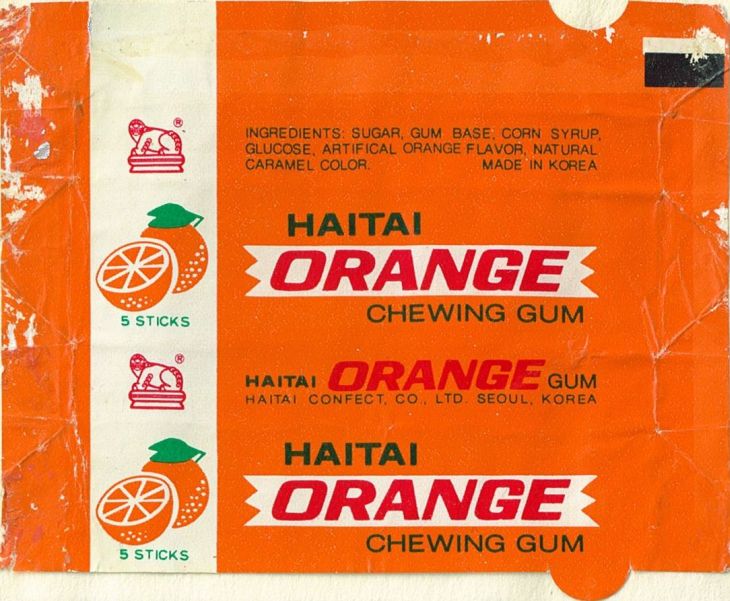 ®
INGREDIENTS: SUGAR, GUM BASE, CORN SYRUP,
GLUCOSE, ARTIFICAL ORANGE FLAVOR, NATURAL
CARAMEL COLOR. MADE IN KOREA
HAITAI
ORANGE
CHEWING GUM
5 STICKS
®
HAITAI ORANGE GUM
HAITAI CONFECT, CO., LTD. SEOUL, KOREA
HAITAI
ORANGE
CHEWING GUM
5 STICKS